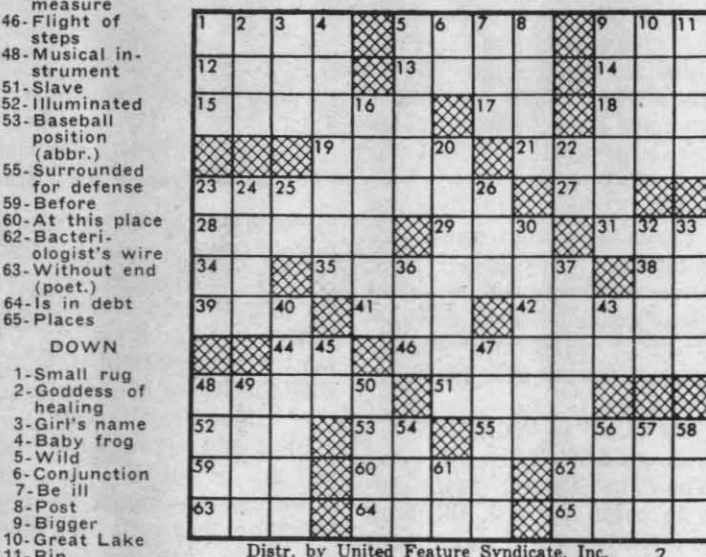 measure
46-Flight of
steps
48-Musical in-
strument
51-Slave
52-Illuminated
53-Baseball
position
(abbr.)
55-Surrounded
for defense
59-Before
60-At this place
62-Bacteri-
ologist's wire
63-Without end
(poet.)
64-Is in debt
65-Places
DOWN
1-Small rug
2-Goddess of
healing
3-Girl's name
4-Baby frog
5-Wild
6-Conjunction
7-Be ill
8-Post
9-Bigger
10-Great Lake
1 2 3 4 5 6 7 8 9 10 11
12 13 14
15 16 17 18
19 20 21 22
23 24 25 26 27
28 29 30 31 32 33
34 35 36 37 38
39 40 41 42 43
44 45 46 47
48 49 50 51
52 53 54 55 56 57 58
59 60 61 62
63 64 65
Distr. by United Feature Syndicate, Inc.